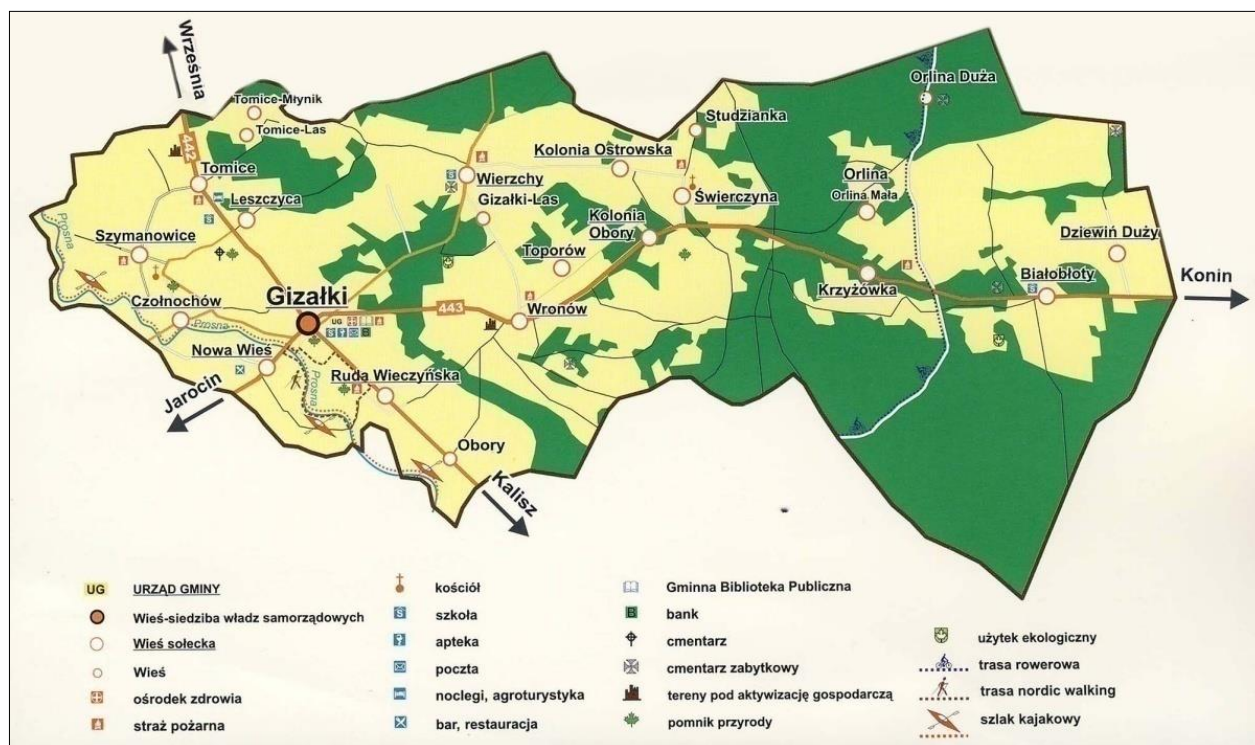 Września
442
Tomice-Młynik
Tomice-Las
Tomice
Leszczyca
Szymanowice
Prosna
Czołnochów
Prosna
Gizałki
UG
S
B
Nowa Wieś
Jarocin
Prosna
Ruda Wieczyńska
Obory
Kalisz
443
S
Wierzchy
Gizałki-Las
Kolonia Ostrowska
Studzianka
Świerczyna
Kolonia
Obory
Toporów
Wronów
Orlina Duża
Orlina
Orlina Mała
Krzyżówka
Dziewiń Duży
Białobłoty
S
Konin
UG URZĄD GMINY
Wieś-siedziba władz samorządowych
Wieś sołecka
Wieś
ośrodek zdrowia
straż pożarna
kościół
S szkoła
apteka
poczta
noclegi, agroturystyka
bar, restauracja
Gminna Biblioteka Publiczna
B bank
cmentarz
cmentarz zabytkowy
tereny pod aktywizację gospodarczą
pomnik przyrody
użytek ekologiczny
trasa rowerowa
trasa nordic walking
szlak kajakowy